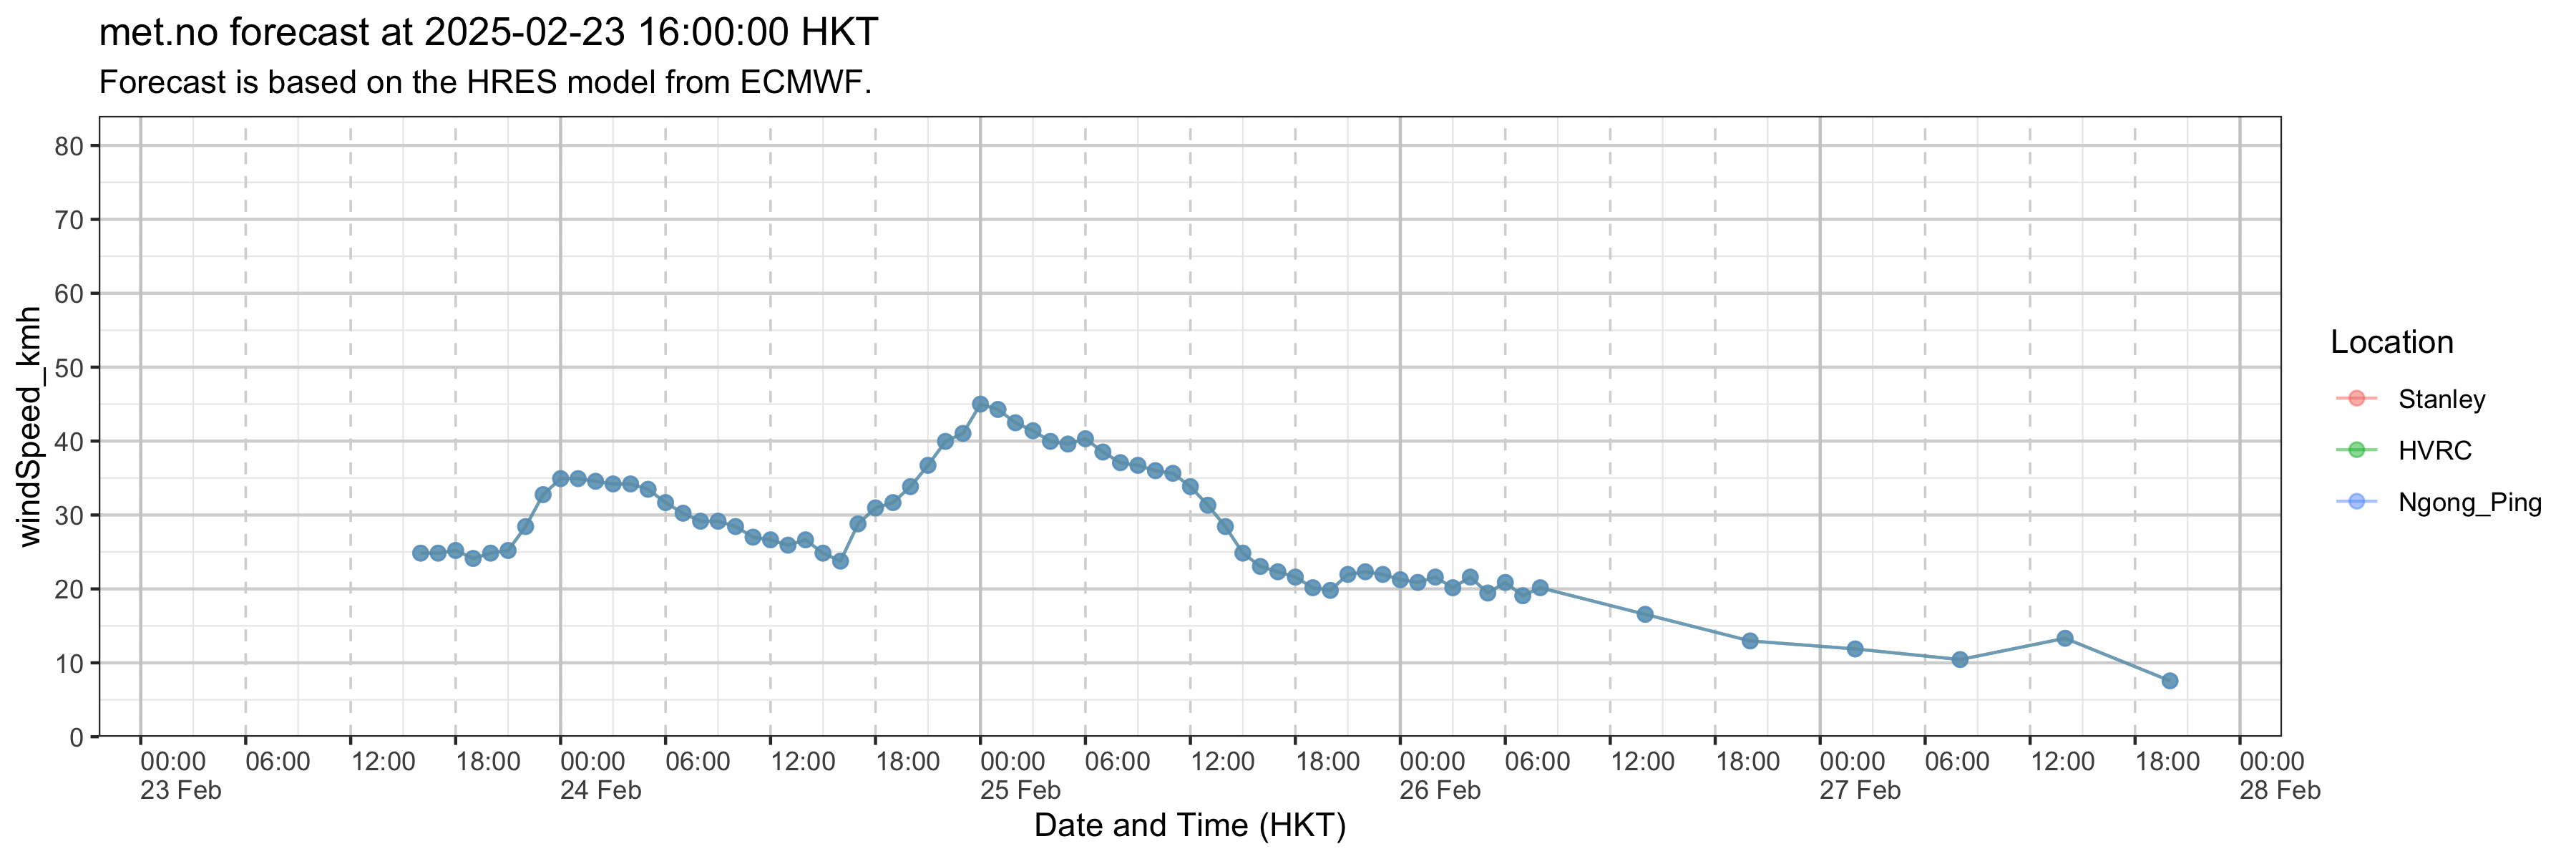 met.no forecast at 2025-02-23 16:00:00 HKT
Forecast is based on the HRES model from ECMWF.
windSpeed_kmh
80
70
60
50
40
30
20
10
0
00:00 06:00 12:00 18:00 00:00 06:00 12:00 18:00 00:00 06:00 12:00 18:00 00:00 06:00 12:00 18:00 00:00 06:00 12:00 18:00 00:00
23 Feb 24 Feb 25 Feb 26 Feb 27 Feb 28 Feb
Date and Time (HKT)
Location
Stanley
HVRC
Ngong_Ping